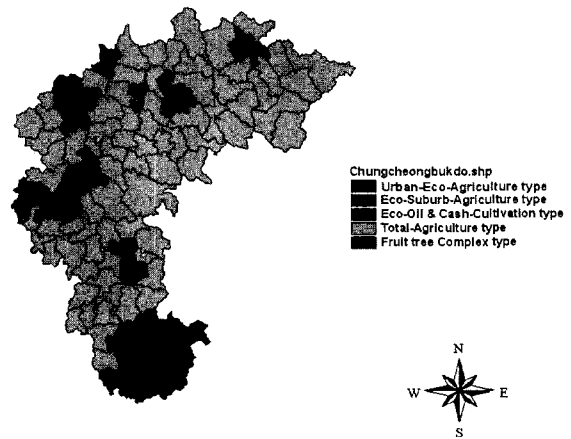 Chungcheongbukdo.shp
Urban-Eco-Agriculture type
Eco-Suburb-Agriculture type
Eco-Oil & Cash-Cultivation type
Total-Agriculture type
Fruit tree Complex type
N
W E
S